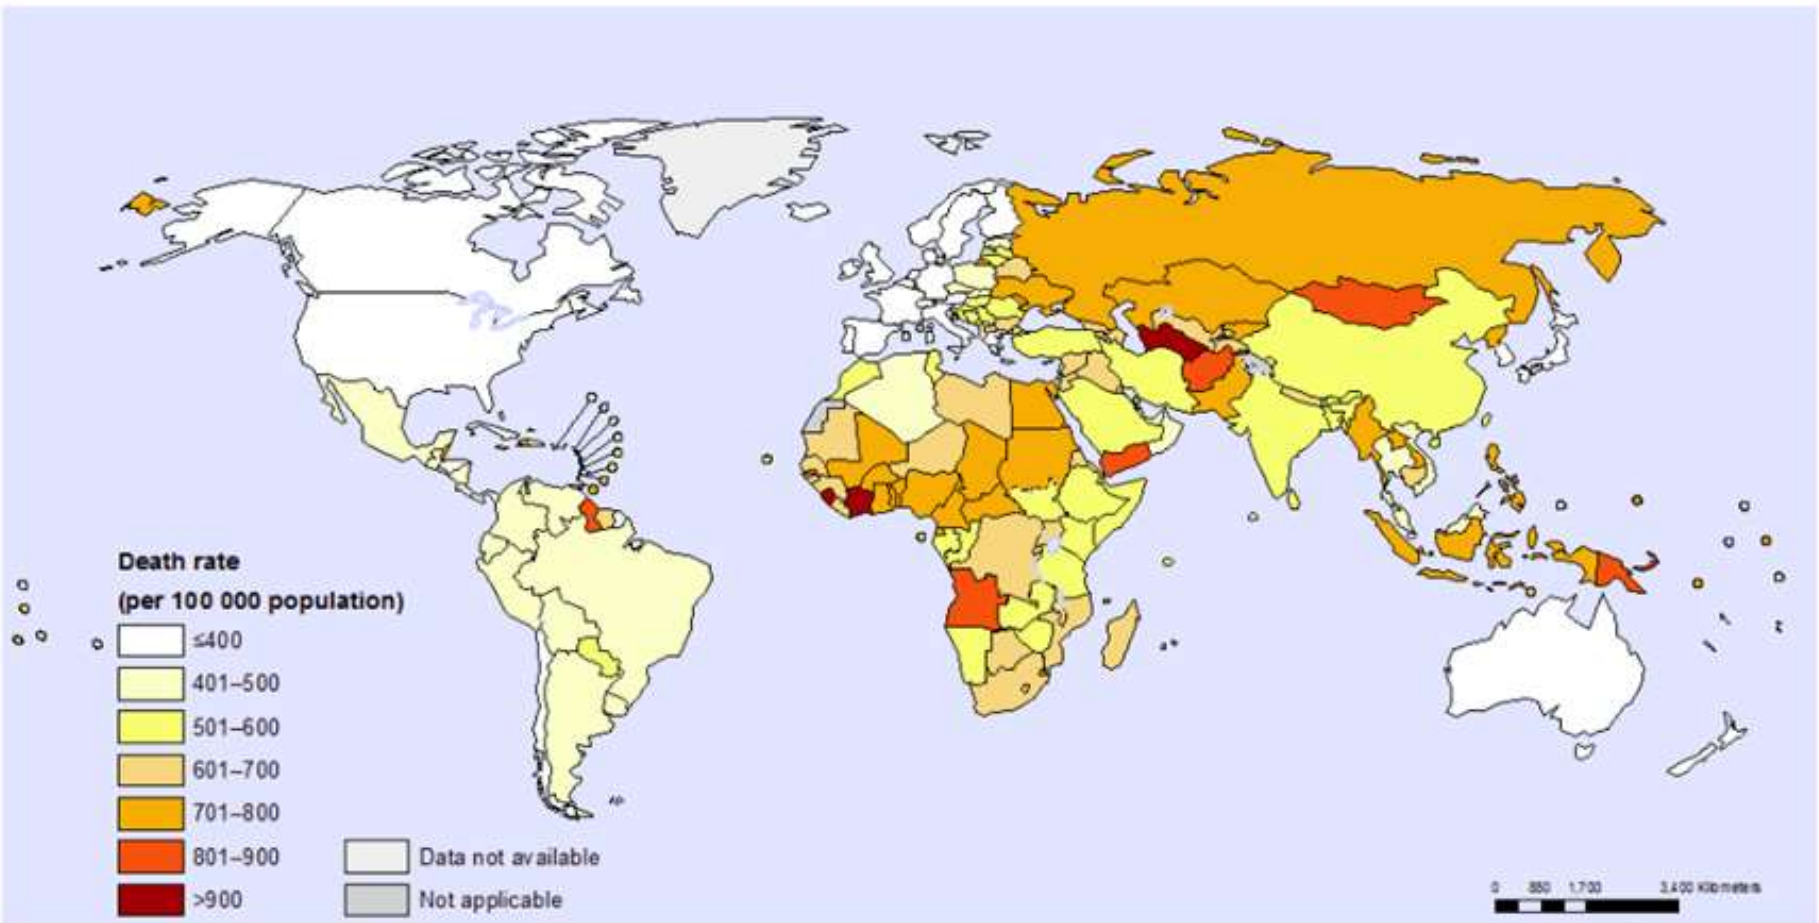 Death rate
(per 100 000 population)
≤400
401–500
501–600
601–700
701–800
801–900
>900
Data not available
Not applicable
0 850 1,700 3,400 Kilometers